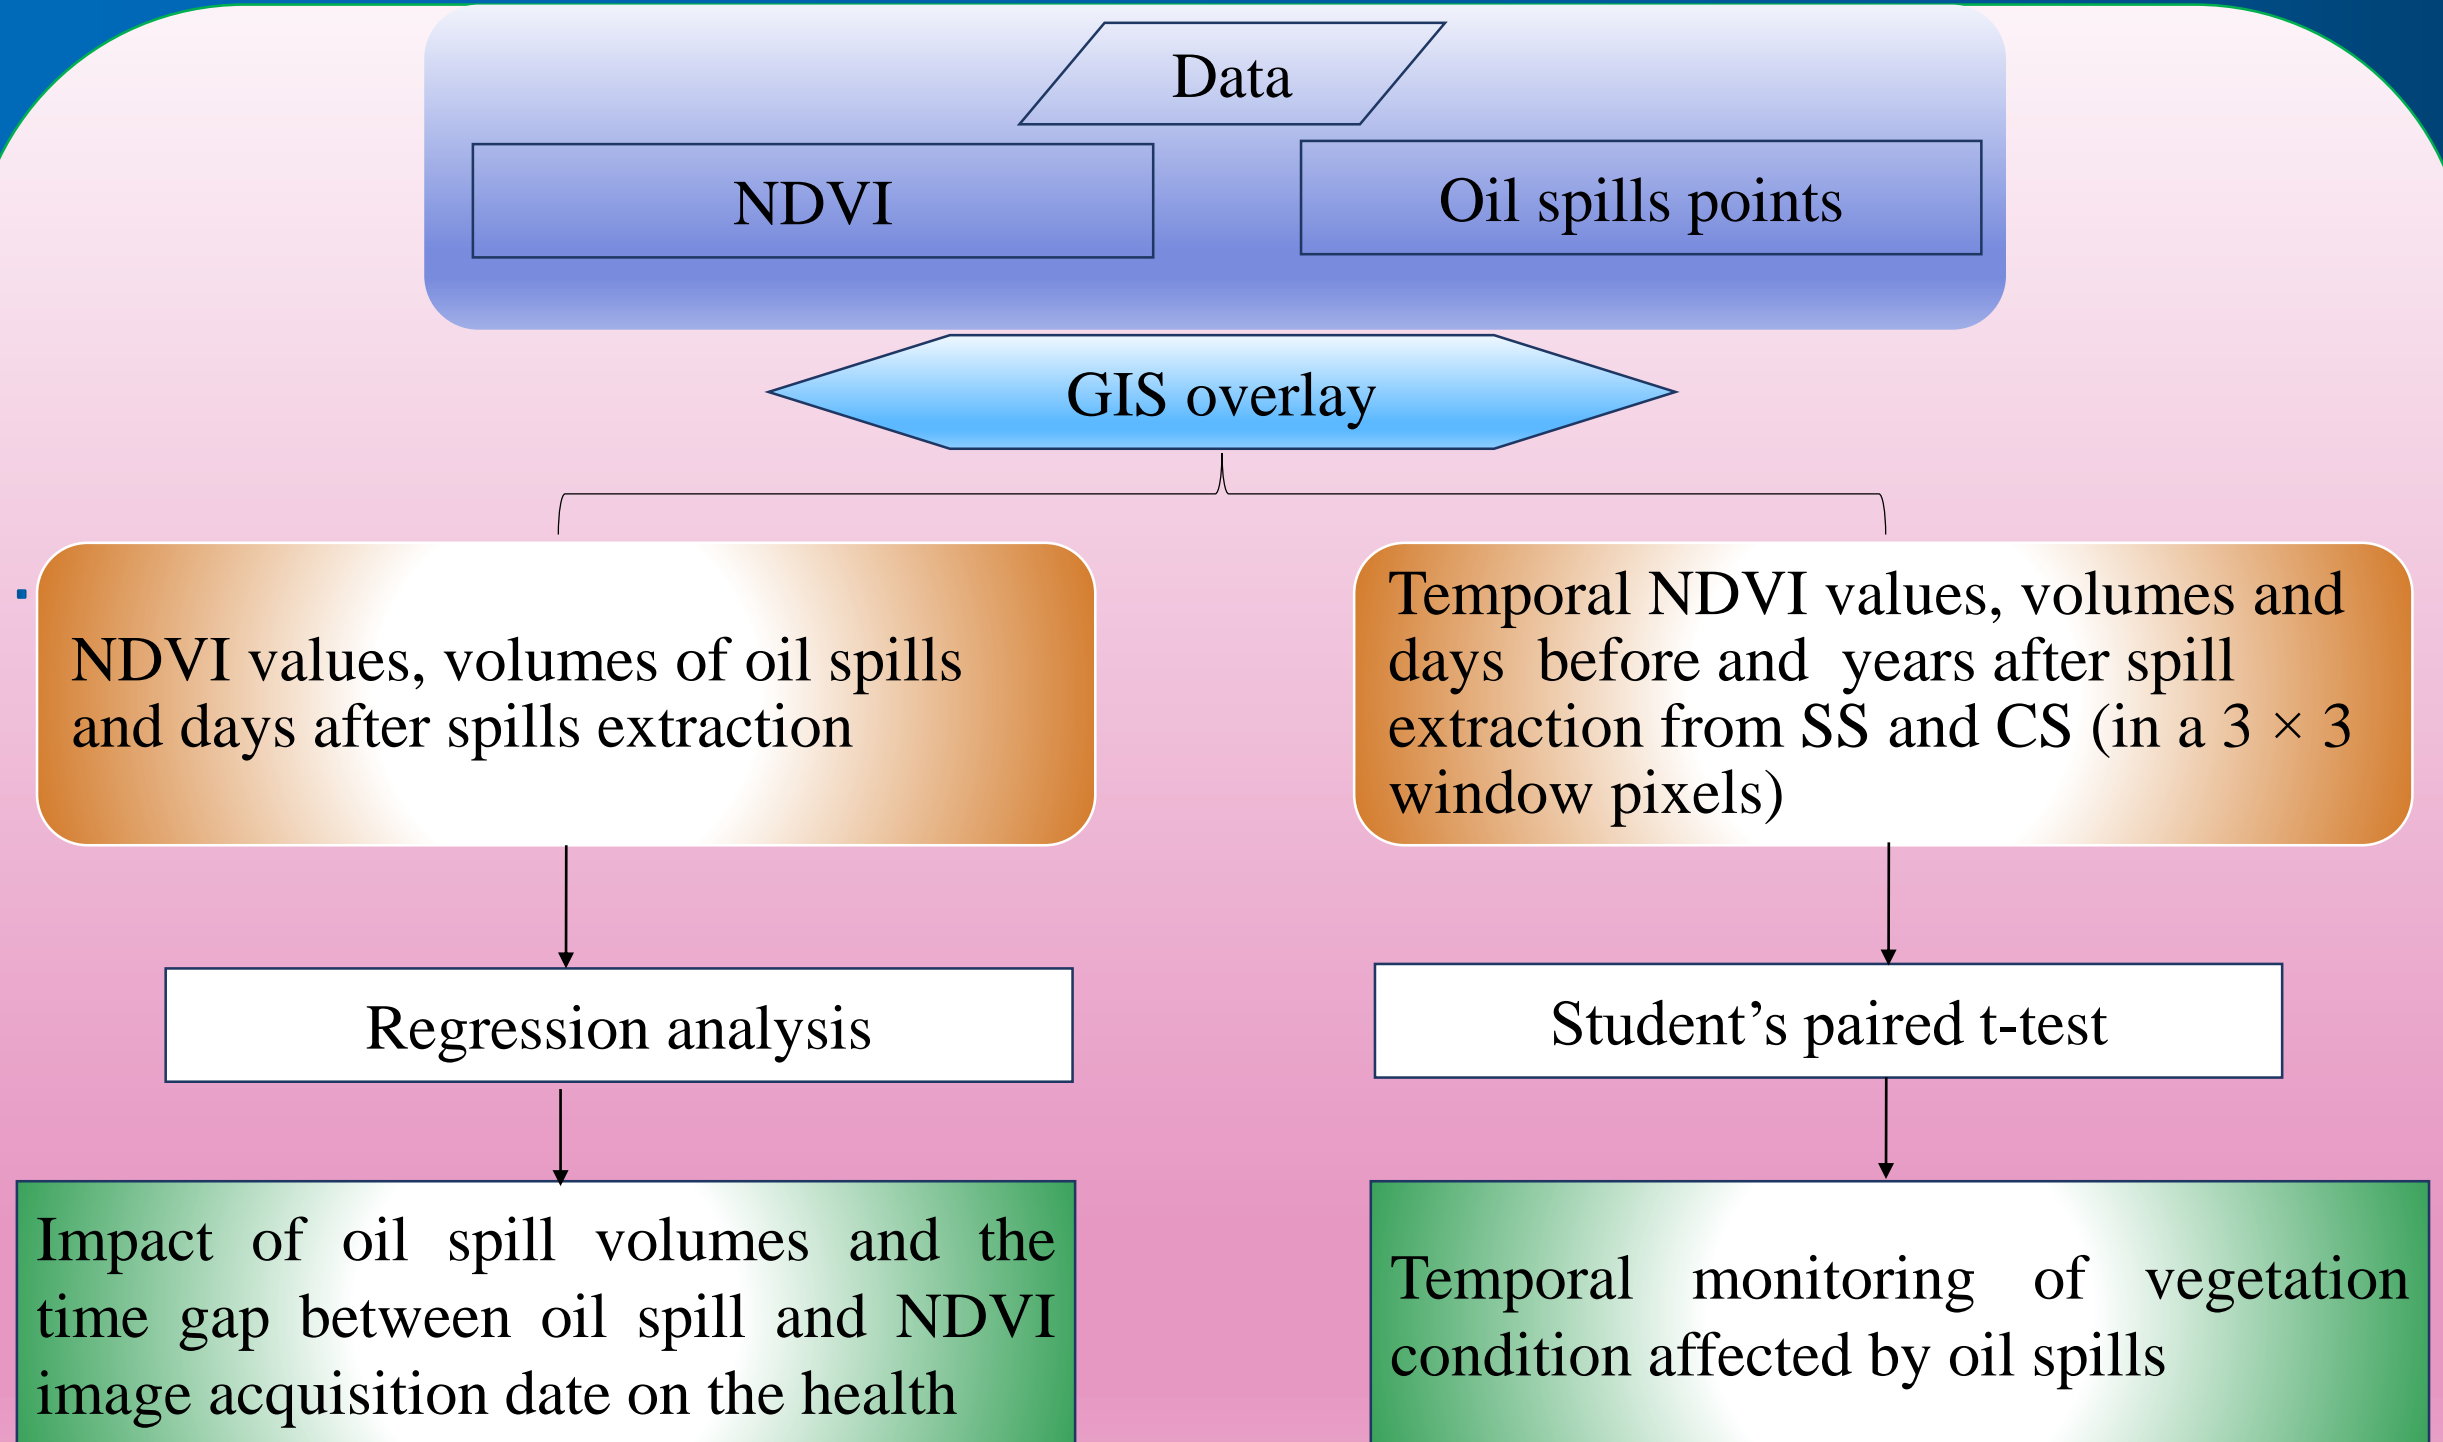 Data
NDVI
Oil spills points
GIS overlay
NDVI values, volumes of oil spills
and days after spills extraction
Temporal NDVI values, volumes and
days before and years after spill
extraction from SS and CS (in a 3 × 3
window pixels)
Regression analysis
Student’s paired t-test
Impact of oil spill volumes and the
time gap between oil spill and NDVI
image acquisition date on the health
Temporal monitoring of vegetation
condition affected by oil spills